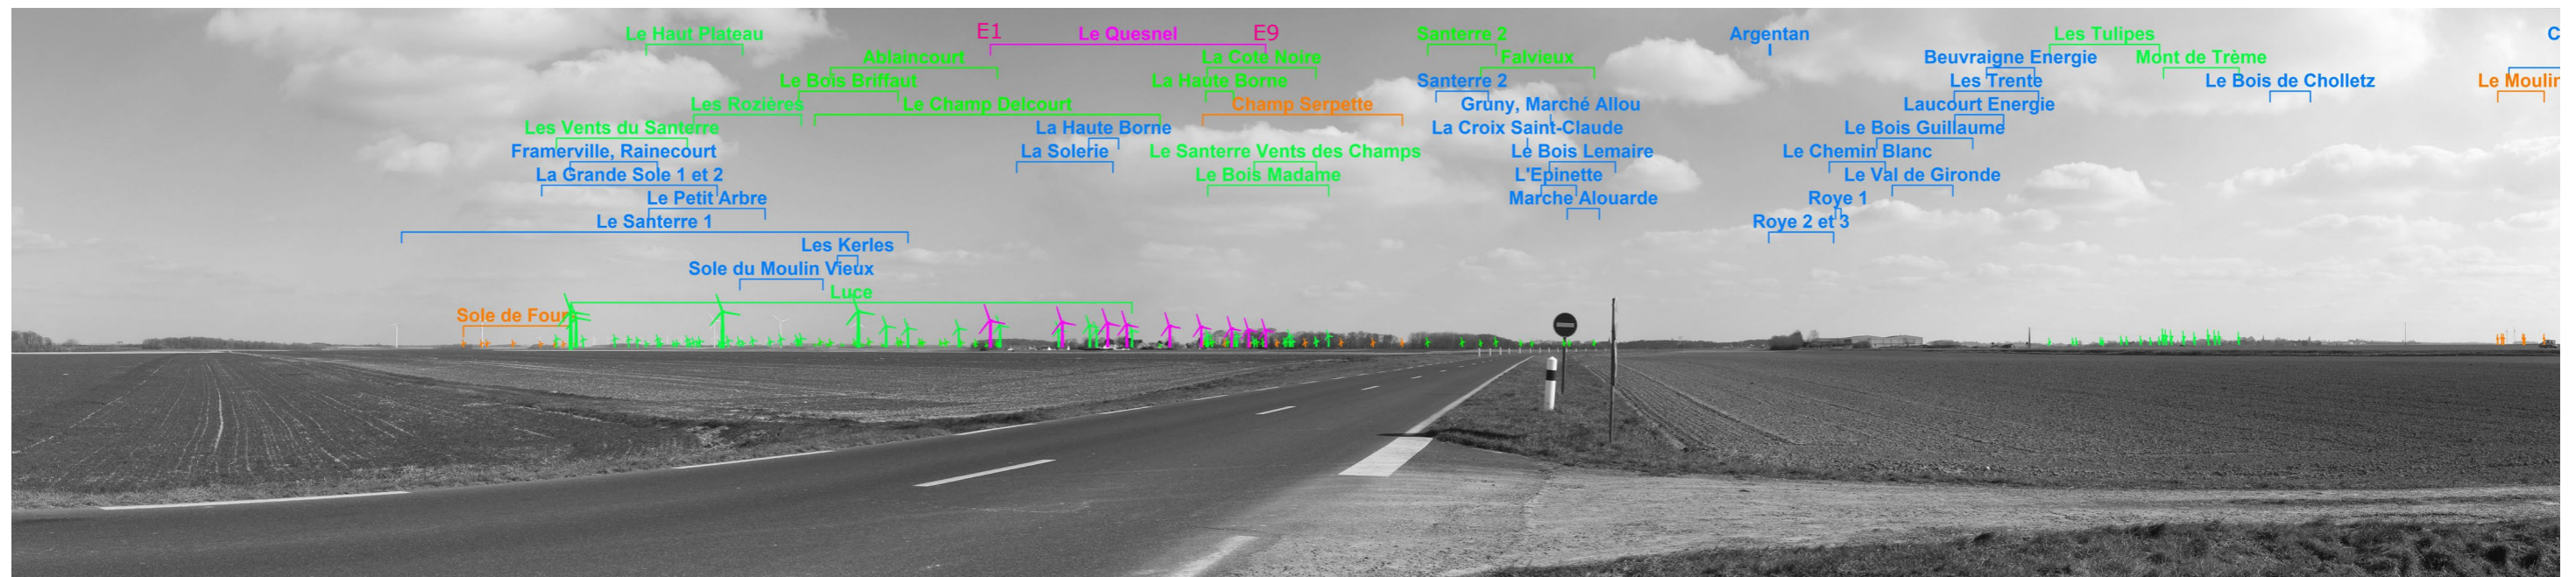 E1 Le Quesnel E9
Le Haut Plateau
Santerre 2
Argentan
Les Tulipes
C
Ablaincourt
La Coté Noire
Falvieux
Beuvraigne Energie
Mont de Trème
Le Bois Briffaut
La Haute Borne
Santerre 2
Les Trente
Le Bois de Cholletz
Le Moulin
Les Rozières
Le Champ Delcourt
Champ Serpette
Gruny, Marché Allou
Laucourt Energie
Les Vents du Santerre
La Haute Borne
La Croix Saint-Claude
Le Bois Guillaume
Framerville, Rainecourt
La Solerie
Le Santerre Vents des Champs
Le Bois Lemaire
Le Chemin Blanc
La Grande Sole 1 et 2
Le Bois Madame
L'Epinette
Le Val de Gironde
Le Petit Arbre
Marche Alouarde
Roye 1
Le Santerre 1
Roye 2 et 3
Les Kerles
Sole du Moulin Vieux
Luce
Sole de Four